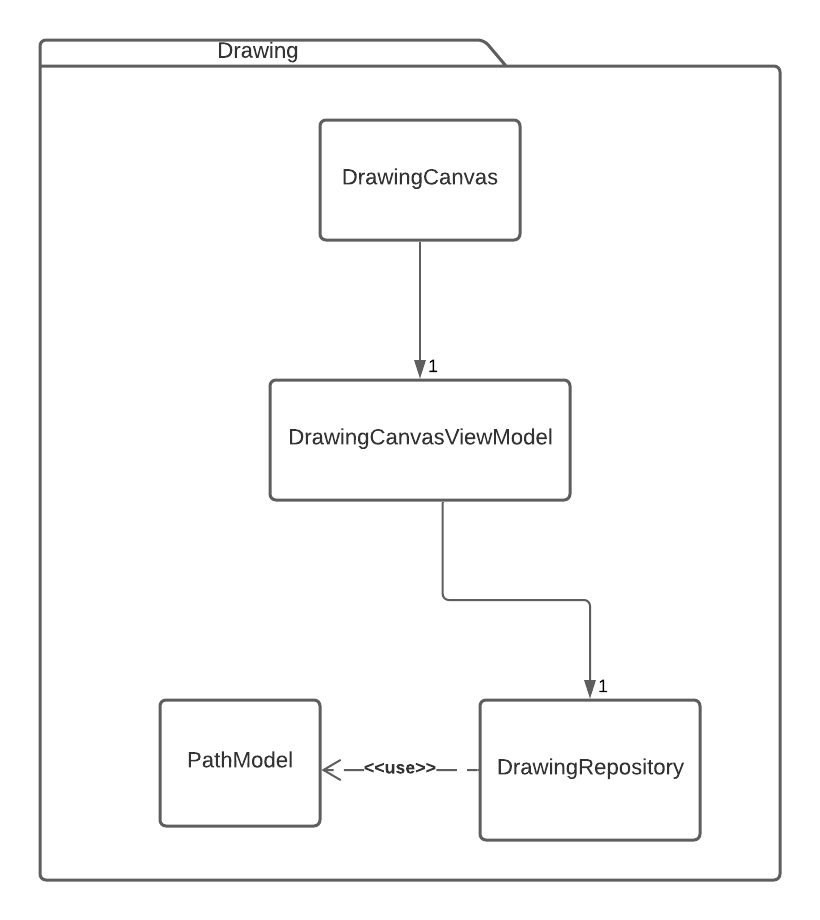 Drawing
DrawingCanvas
1
DrawingCanvasViewModel
1
PathModel
<<use>>
DrawingRepository